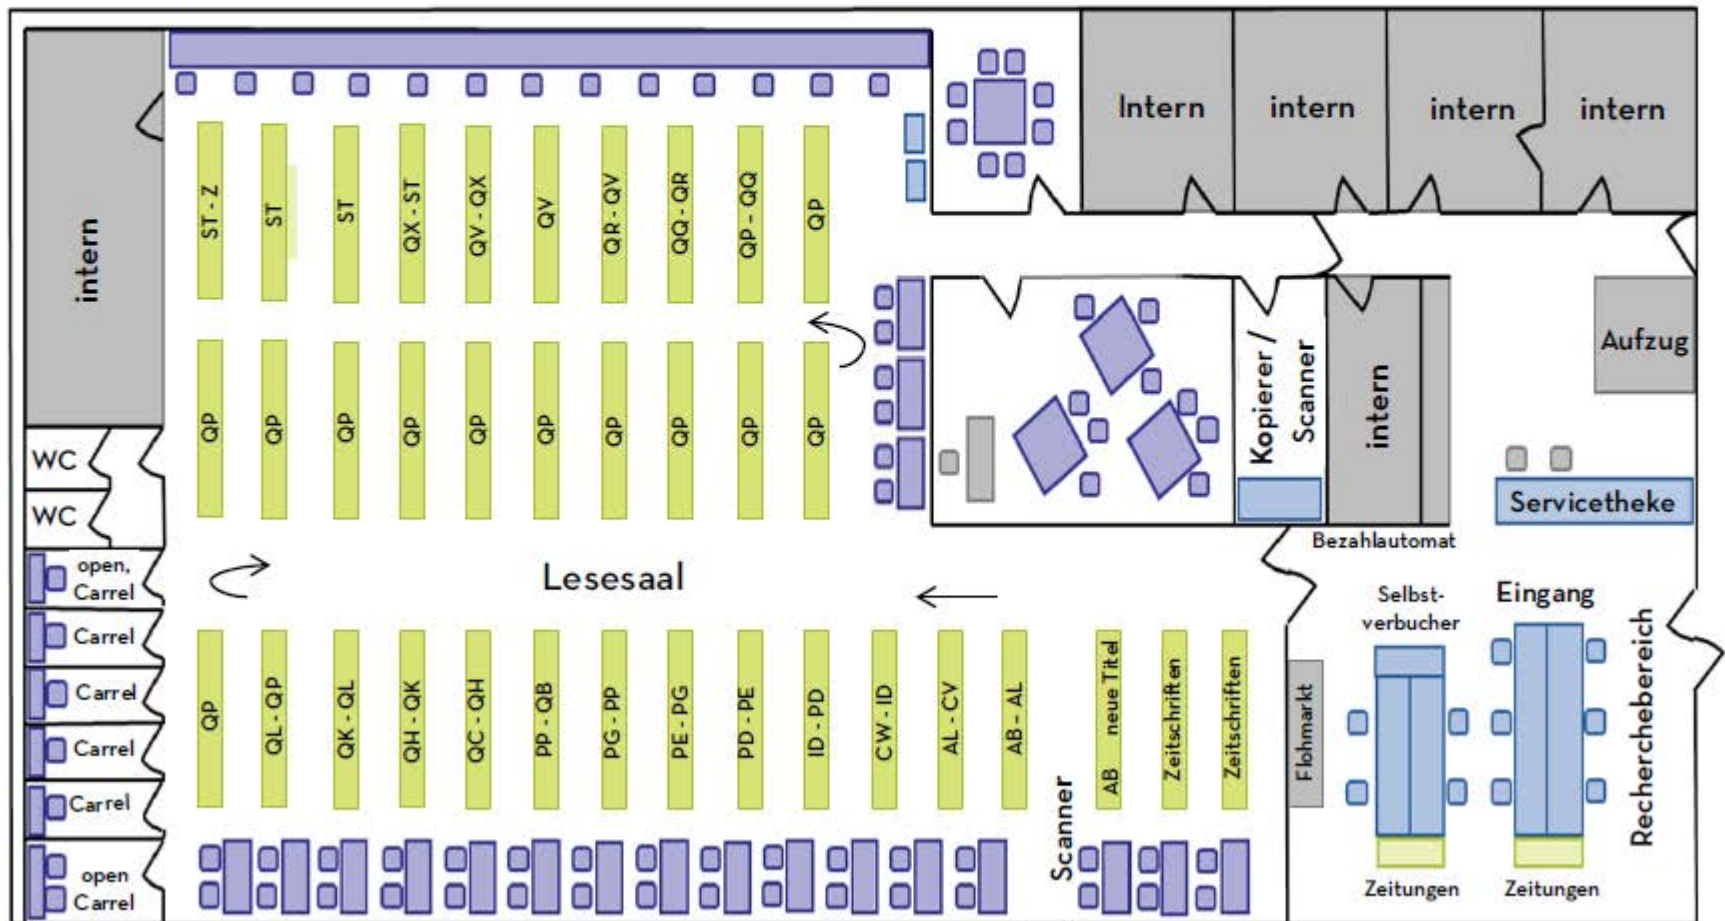 Intern
intern
intern
intern
intern
ST - Z
ST
ST
QX - ST
QV - QX
QV
QR - QV
QQ - QR
QP - QQ
QP
Aufzug
Kopierer /
Scanner
intern
QP
QP
QP
QP
QP
QP
QP
QP
QP
QP
WC
WC
Servicetheke
Bezahlautomat
open,
Carrel
Lesesaal
Selbst-
verbucher
Eingang
Recherchebereich
Carrel
Carrel
Carrel
Carrel
open
Carrel
QP
QL - QP
QK - QL
QH - QK
QC - QH
PP - QB
PG - PP
PE - PG
PD - PE
ID - PD
CW - ID
AL - CV
AB - AL
AB neue Titel
Zeitschriften
Zeitschriften
Flohmarkt
Scanner
Zeitungen
Zeitungen